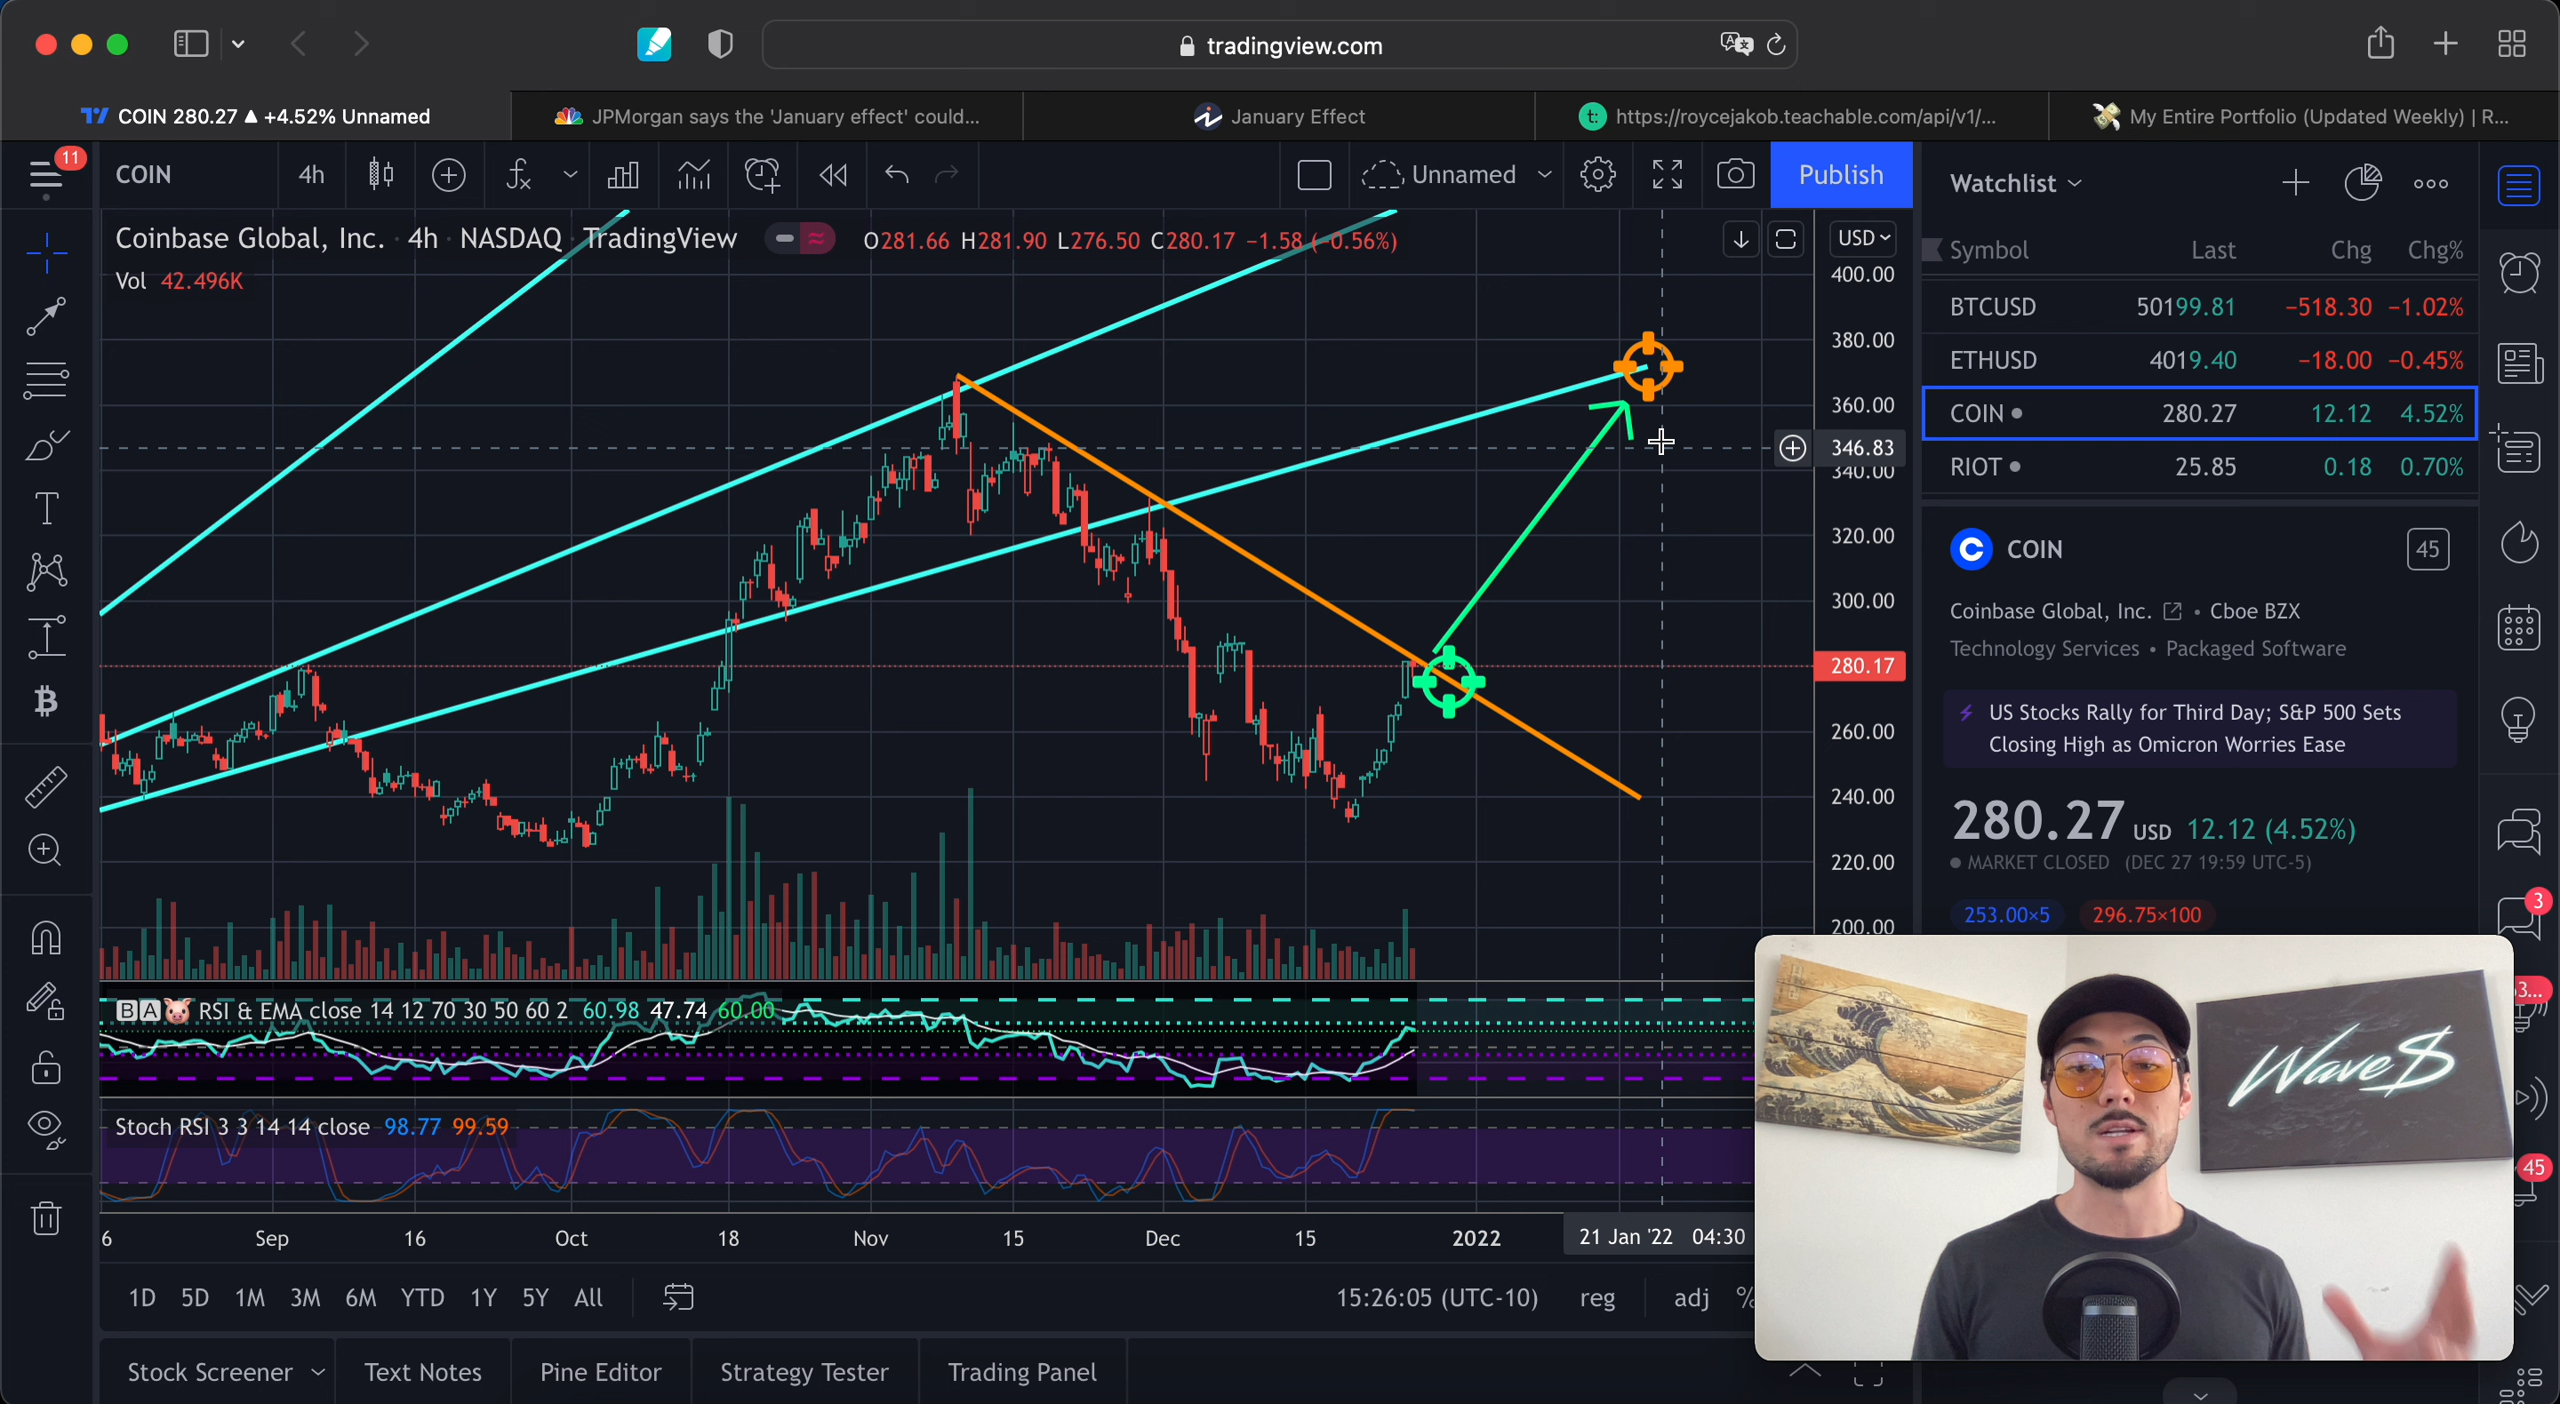 tradingview.com
COIN 280.27 ▲ +4.52% Unnamed
JPMorgan says the 'January effect' could...
January Effect
https://roycejakob.teachable.com/api/v1/...
My Entire Portfolio (Updated Weekly) | R...
11
COIN
4h
Unnamed
Publish
Watchlist
Coinbase Global, Inc. · 4h · NASDAQ · TradingView
O281.66 H281.90 L276.50 C280.17 −1.58 (−0.56%)
USD
Vol 42.496K
Symbol Last Chg Chg%
BTCUSD 50199.81 −518.30 −1.02%
ETHUSD 4019.40 −18.00 −0.45%
COIN 280.27 12.12 4.52%
RIOT 25.85 0.18 0.70%
400.00
380.00
360.00
346.83
340.00
320.00
300.00
280.17
260.00
240.00
220.00
200.00
COIN
45
Coinbase Global, Inc. • Cboe BZX
Technology Services • Packaged Software
US Stocks Rally for Third Day; S&P 500 Sets
Closing High as Omicron Worries Ease
280.27 USD 12.12 (4.52%)
MARKET CLOSED (DEC 27 19:59 UTC-5)
253.00×5 296.75×100
3
3...
45
BA RSI & EMA close 14 12 70 30 50 60 2 60.98 47.74 60.00
Stoch RSI 3 3 14 14 close 98.77 99.59
Wave$
6 Sep 16 Oct 18 Nov 15 Dec 15 2022 21 Jan '22 04:30
1D 5D 1M 3M 6M YTD 1Y 5Y All
15:26:05 (UTC-10) reg adj %
Stock Screener Text Notes Pine Editor Strategy Tester Trading Panel